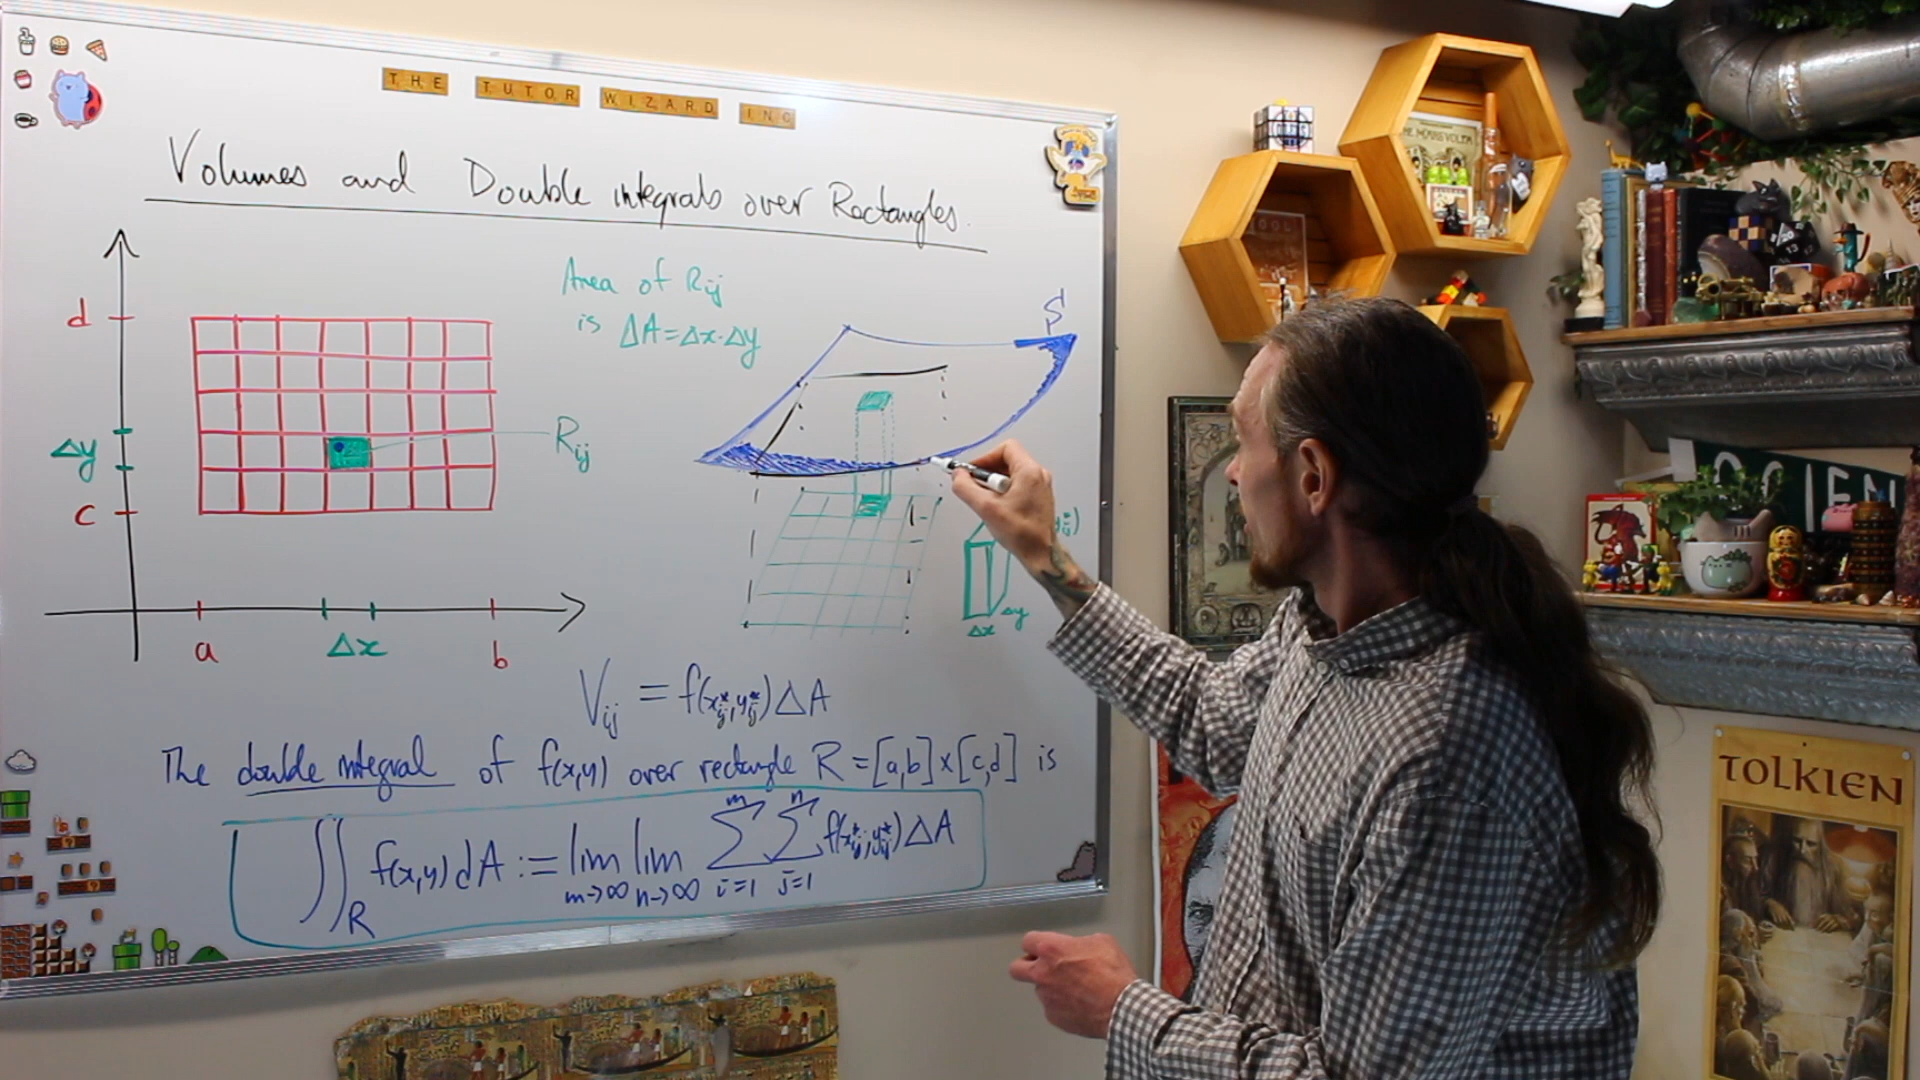 THE TUTOR WIZARD INC
Volumes and Double integrals over Rectangles.
Area of Rij
is ΔA=Δx·Δy
S
d
Δy
Rij
c
a
Δx
b
Δy
Δx
Vij = f(x*ij, y*ij)ΔA
The double integral of f(x,y) over rectangle R = [a,b]×[c,d] is
∬R f(x,y)dA := lim m→∞ lim n→∞ Σ m i=1 Σ n j=1 f(x*ij, y*ij)ΔA
TOLKIEN